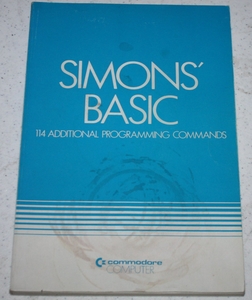 SIMONS'
BASIC
114 ADDITIONAL PROGRAMMING COMMANDS
commodore
COMPUTER